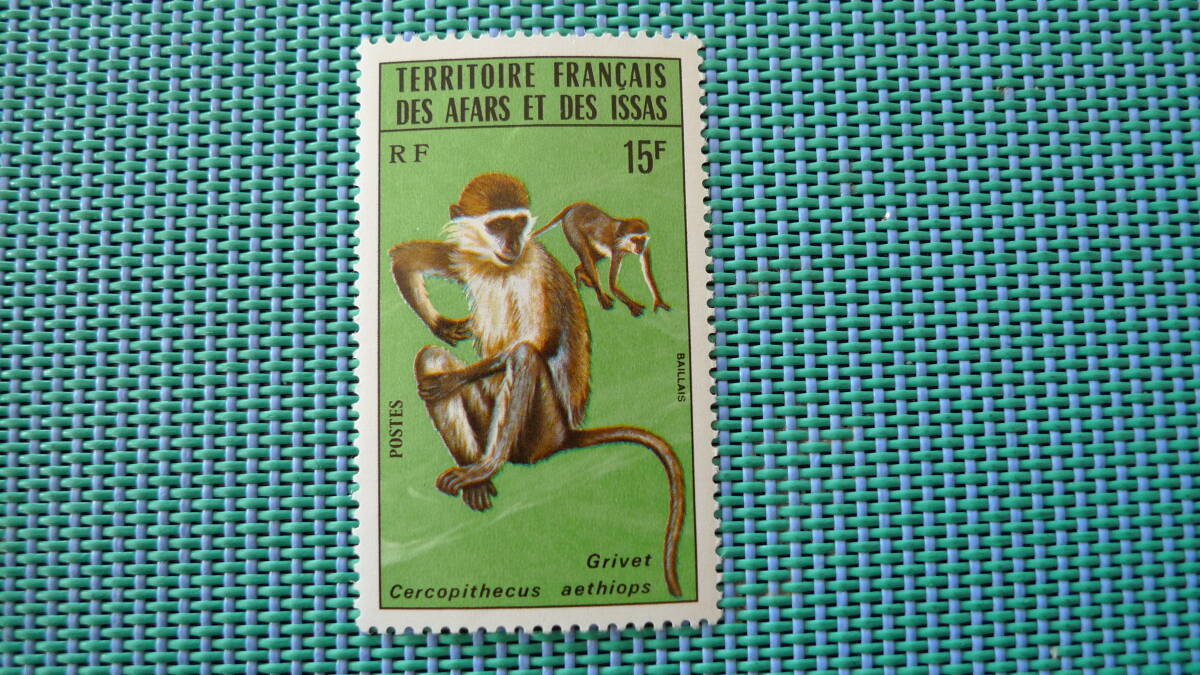 TERRITOIRE FRANÇAIS
DES AFARS ET DES ISSAS
RF
15F
BAILLAIS
POSTES
Grivet
Cercopithecus aethiops